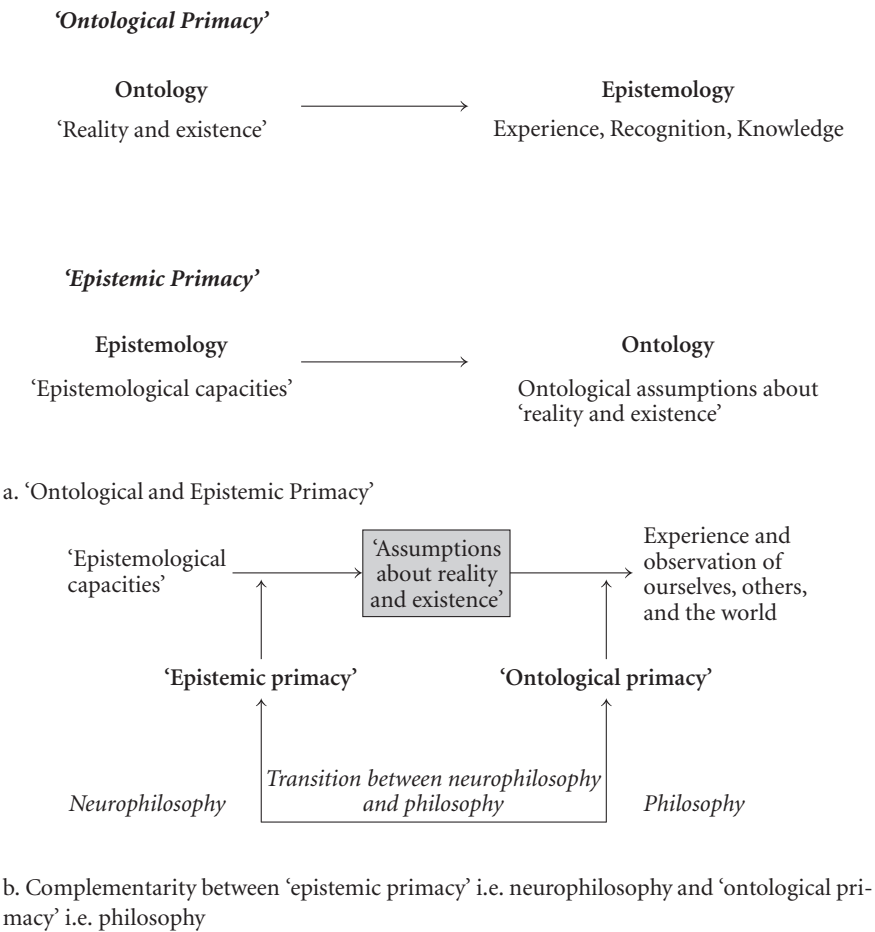 ‘Ontological Primacy’
Ontology
‘Reality and existence’
Epistemology
Experience, Recognition, Knowledge
‘Epistemic Primacy’
Epistemology
‘Epistemological capacities’
Ontology
Ontological assumptions about
‘reality and existence’
a. ‘Ontological and Epistemic Primacy’
‘Epistemological
capacities’
‘Assumptions
about reality
and existence’
Experience and
observation of
ourselves, others,
and the world
‘Epistemic primacy’
‘Ontological primacy’
Neurophilosophy
Transition between neurophilosophy
and philosophy
Philosophy
b. Complementarity between ‘epistemic primacy’ i.e. neurophilosophy and ‘ontological pri-
macy’ i.e. philosophy